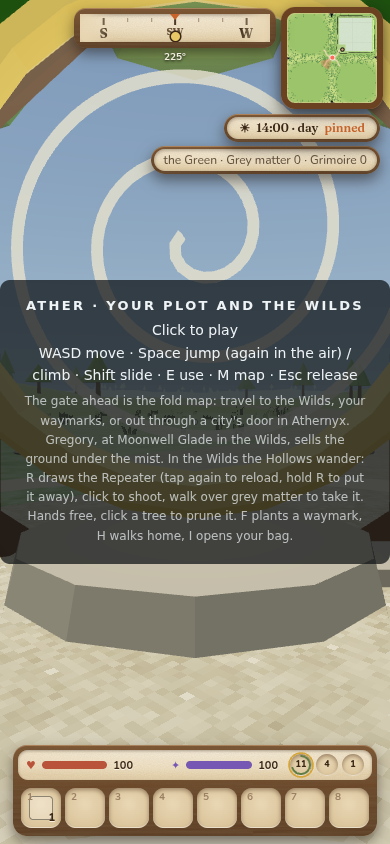 S SW W
225°
14:00 · day pinned
the Green · Grey matter 0 · Grimoire 0
ATHER · YOUR PLOT AND THE WILDS
Click to play
WASD move · Space jump (again in the air) /
climb · Shift slide · E use · M map · Esc release
The gate ahead is the fold map: travel to the Wilds, your
waymarks, or out through a city's door in Athernyx.
Gregory, at Moonwell Glade in the Wilds, sells the
ground under the mist. In the Wilds the Hollows wander:
R draws the Repeater (tap again to reload, hold R to put
it away), click to shoot, walk over grey matter to take it.
Hands free, click a tree to prune it. F plants a waymark,
H walks home, I opens your bag.
100 100 11 4 1
1 2 3 4 5 6 7 8
1